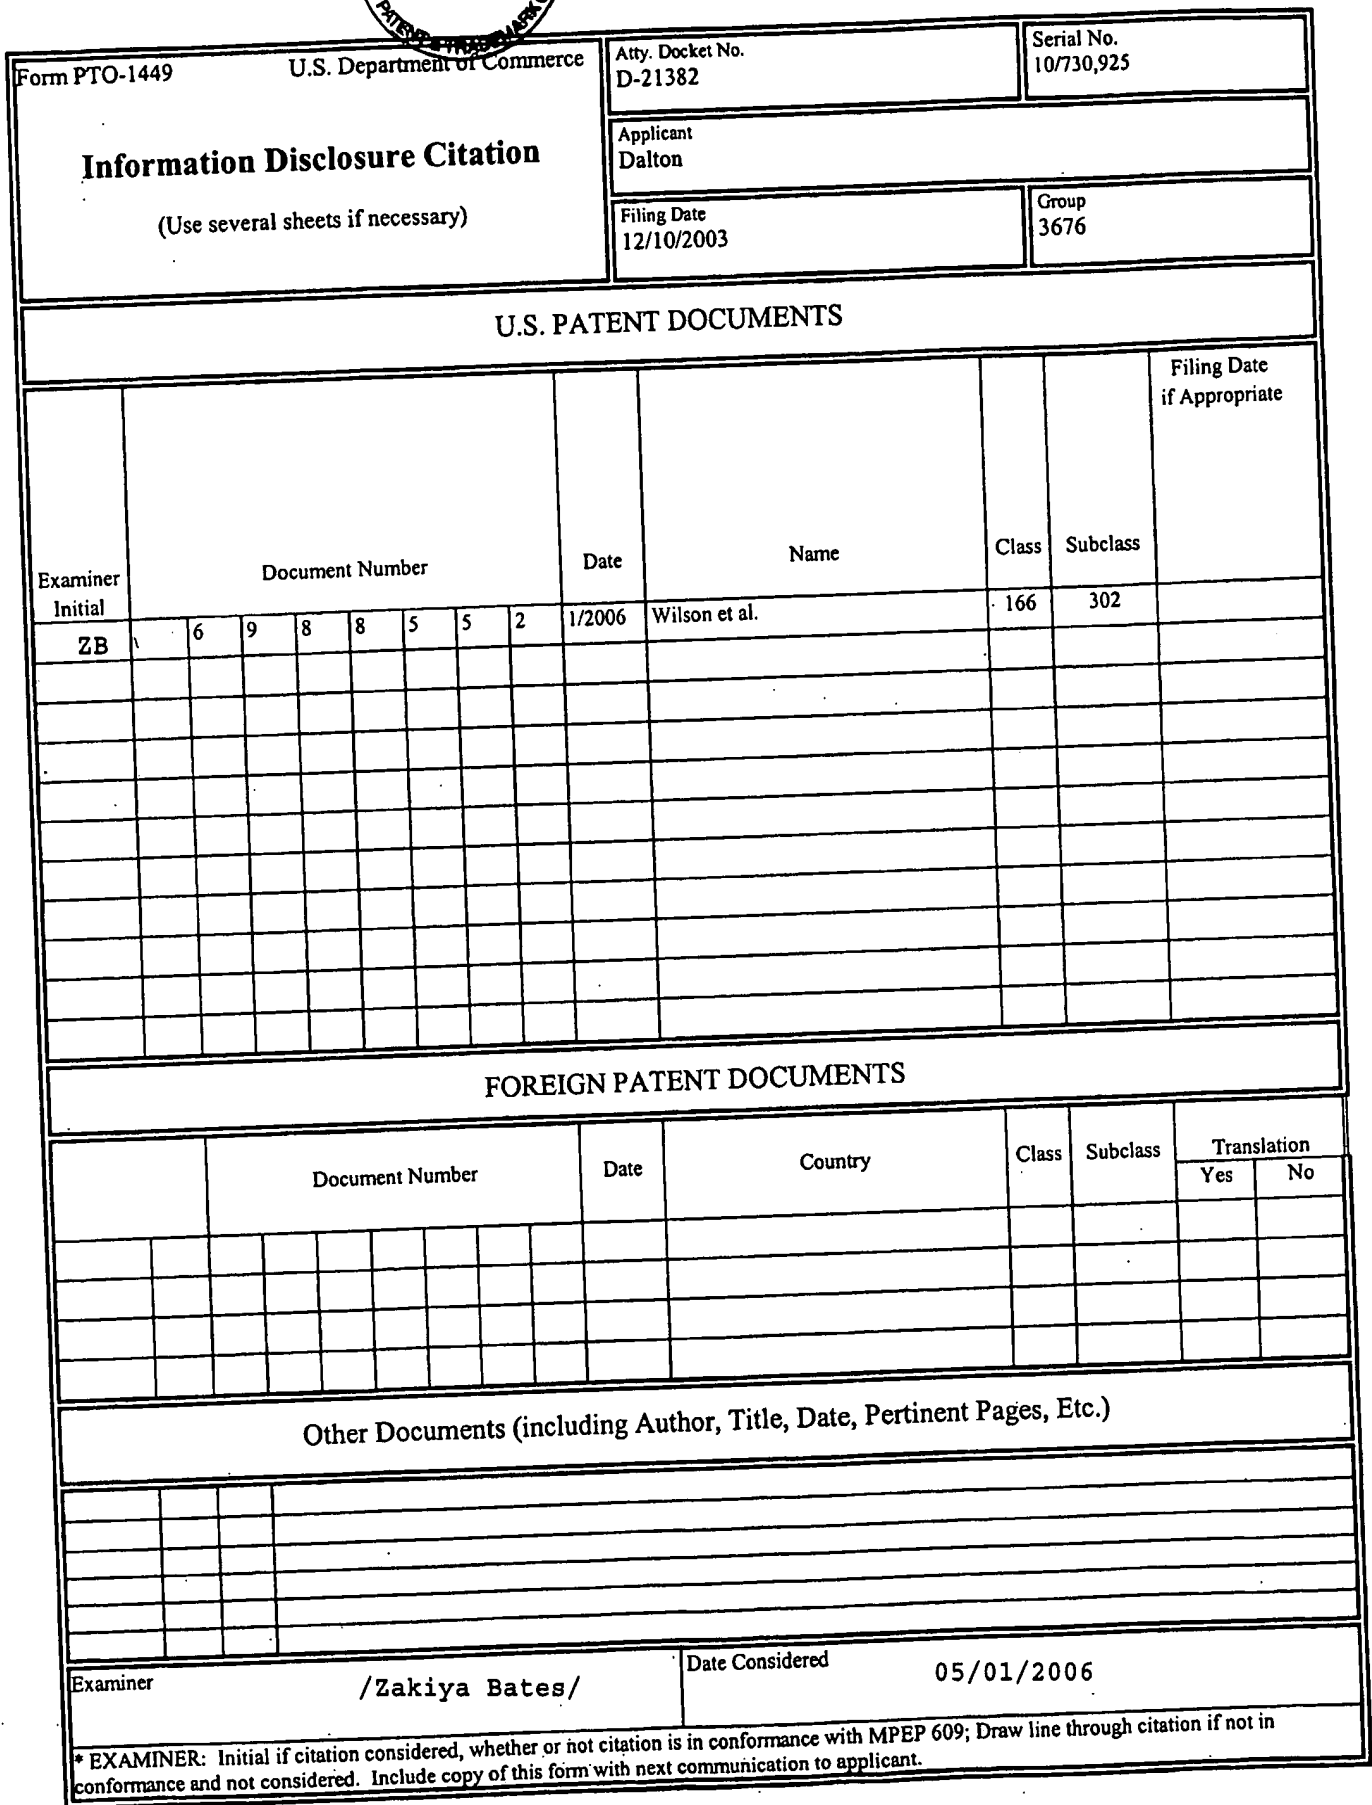 PATENT & TRADEMARK
Form PTO-1449 U.S. Department of Commerce
Information Disclosure Citation
(Use several sheets if necessary)
Atty. Docket No.
D-21382
Serial No.
10/730,925
Applicant
Dalton
Filing Date
12/10/2003
Group
3676
U.S. PATENT DOCUMENTS
Examiner
Initial
Document Number
Date
Name
Class
Subclass
Filing Date
if Appropriate
ZB 6 9 8 8 5 5 2 1/2006 Wilson et al. 166 302
FOREIGN PATENT DOCUMENTS
Document Number
Date
Country
Class
Subclass
Translation
Yes No
Other Documents (including Author, Title, Date, Pertinent Pages, Etc.)
Examiner /Zakiya Bates/
Date Considered 05/01/2006
* EXAMINER: Initial if citation considered, whether or not citation is in conformance with MPEP 609; Draw line through citation if not in
conformance and not considered. Include copy of this form with next communication to applicant.